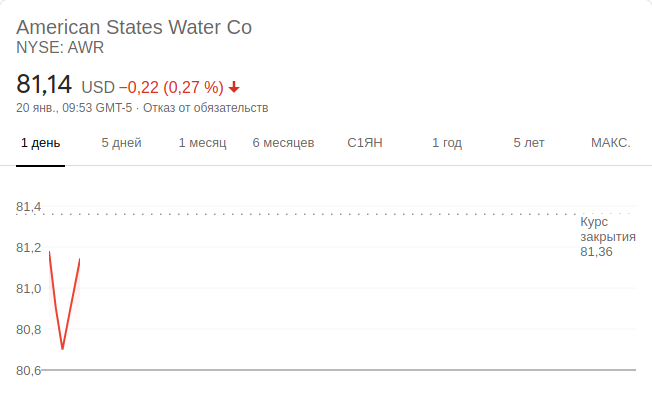 American States Water Co
NYSE: AWR
81,14 USD −0,22 (0,27 %)
20 янв., 09:53 GMT-5 · Отказ от обязательств
1 день 5 дней 1 месяц 6 месяцев С1ЯН 1 год 5 лет МАКС.
81,4
Курс
закрытия
81,2
81,36
81,0
80,8
80,6